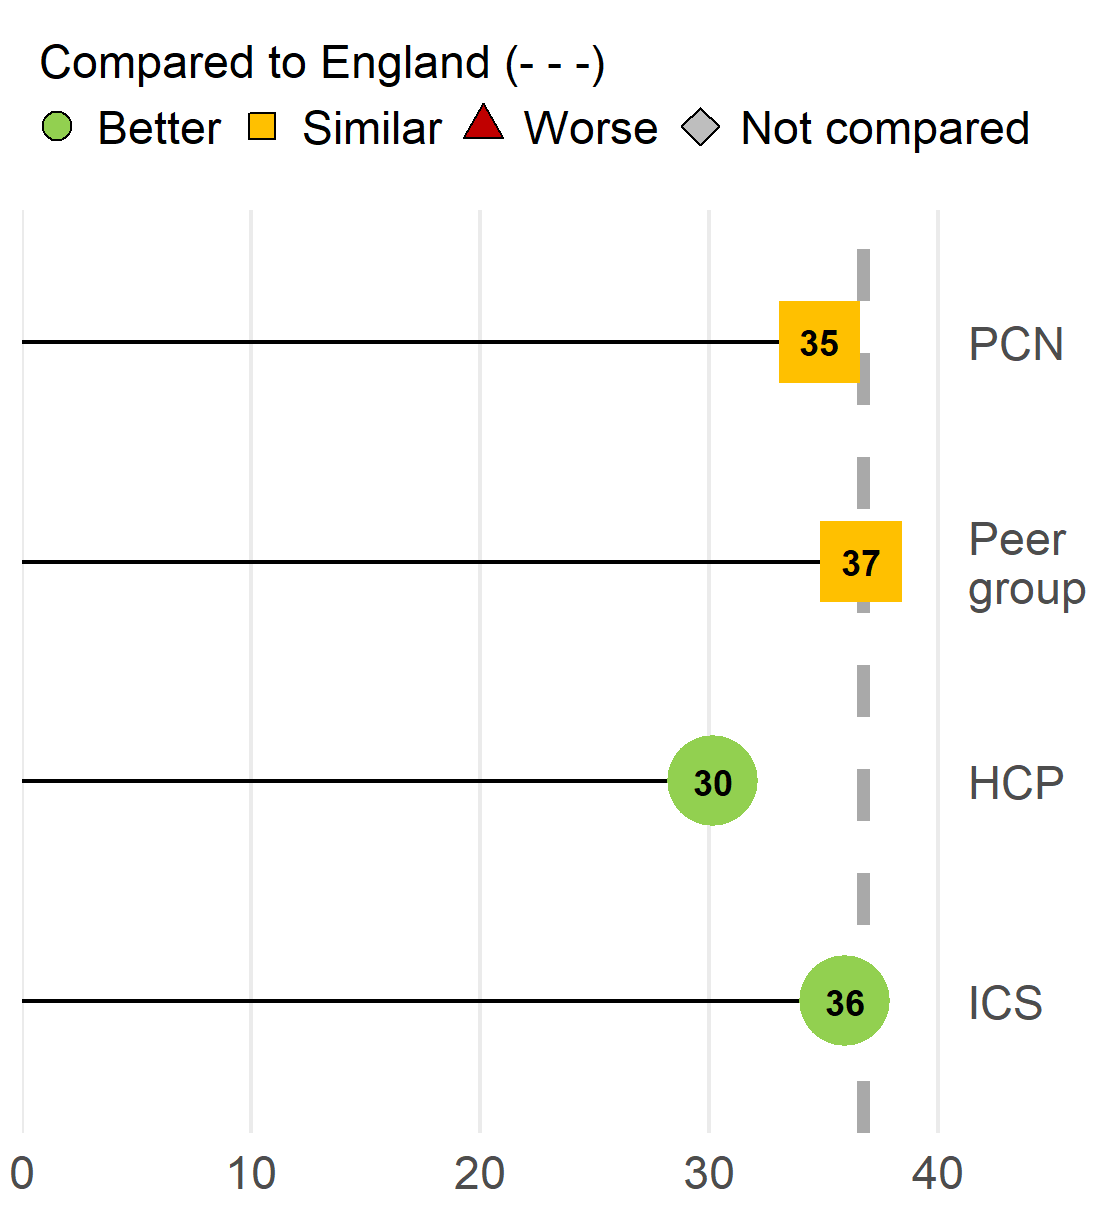 Compared to England (- - -)
Better Similar Worse Not compared
35 PCN
37 Peer
group
30 HCP
36 ICS
0 10 20 30 40